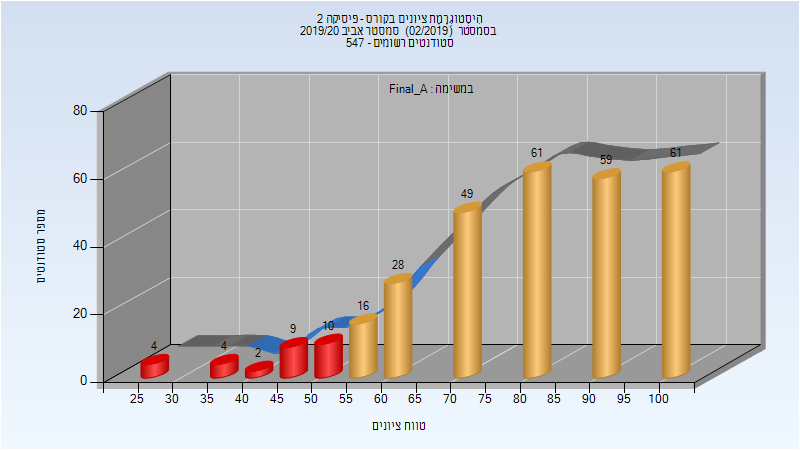 היסטוגרמת ציונים בקורס - פיסיקה 2
בסמסטר (02/2019) סמסטר אביב 2019/20
סטודנטים רשומים - 547
במשימה : Final_A
מספר סטודנטים
80
60
40
20
0
4
4
2
9
10
16
28
49
61
59
61
25 30 35 40 45 50 55 60 65 70 75 80 85 90 95 100
טווח ציונים